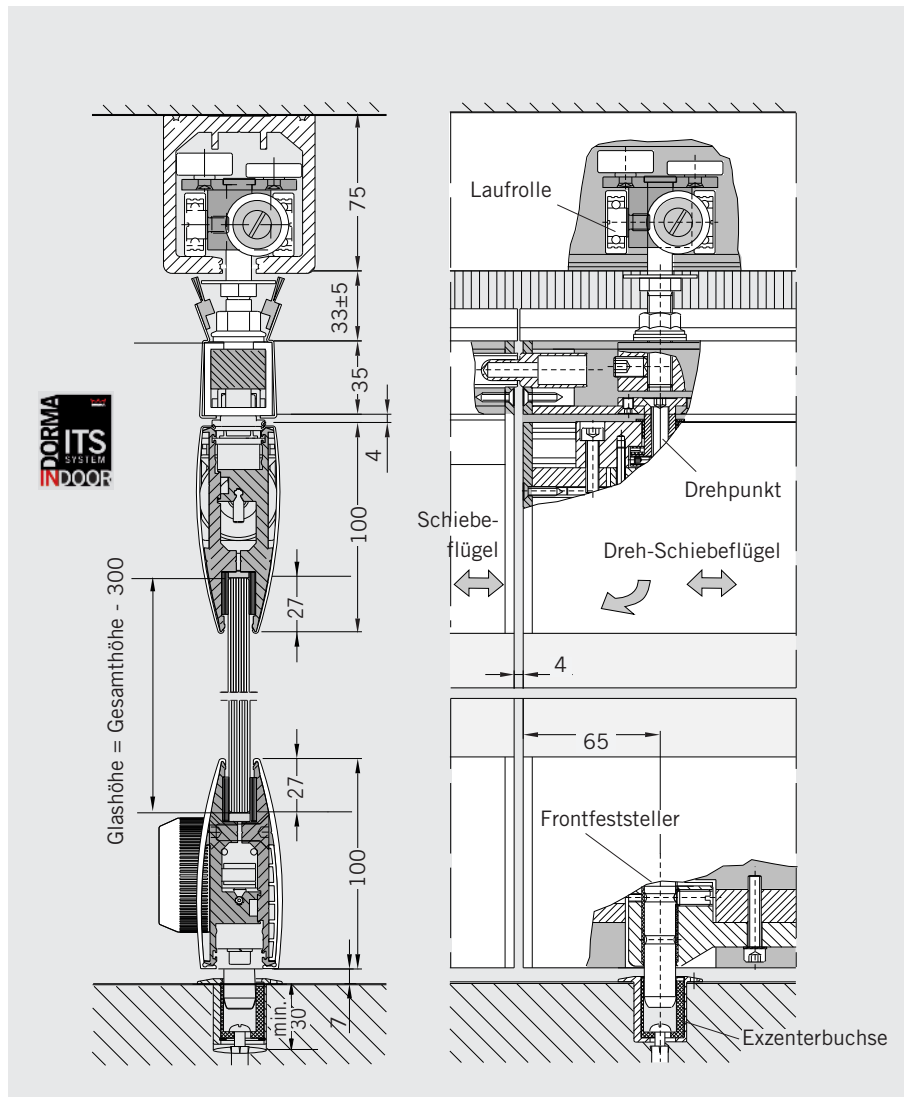 75
33±5
35
4
100
27
Glashöhe = Gesamthöhe - 300
27
100
min.
30
7
DORMA
ITS
SYSTEM
INDOOR
Laufrolle
Drehpunkt
Schiebe-
flügel
Dreh-Schiebeflügel
4
65
Frontfeststeller
Exzenterbuchse